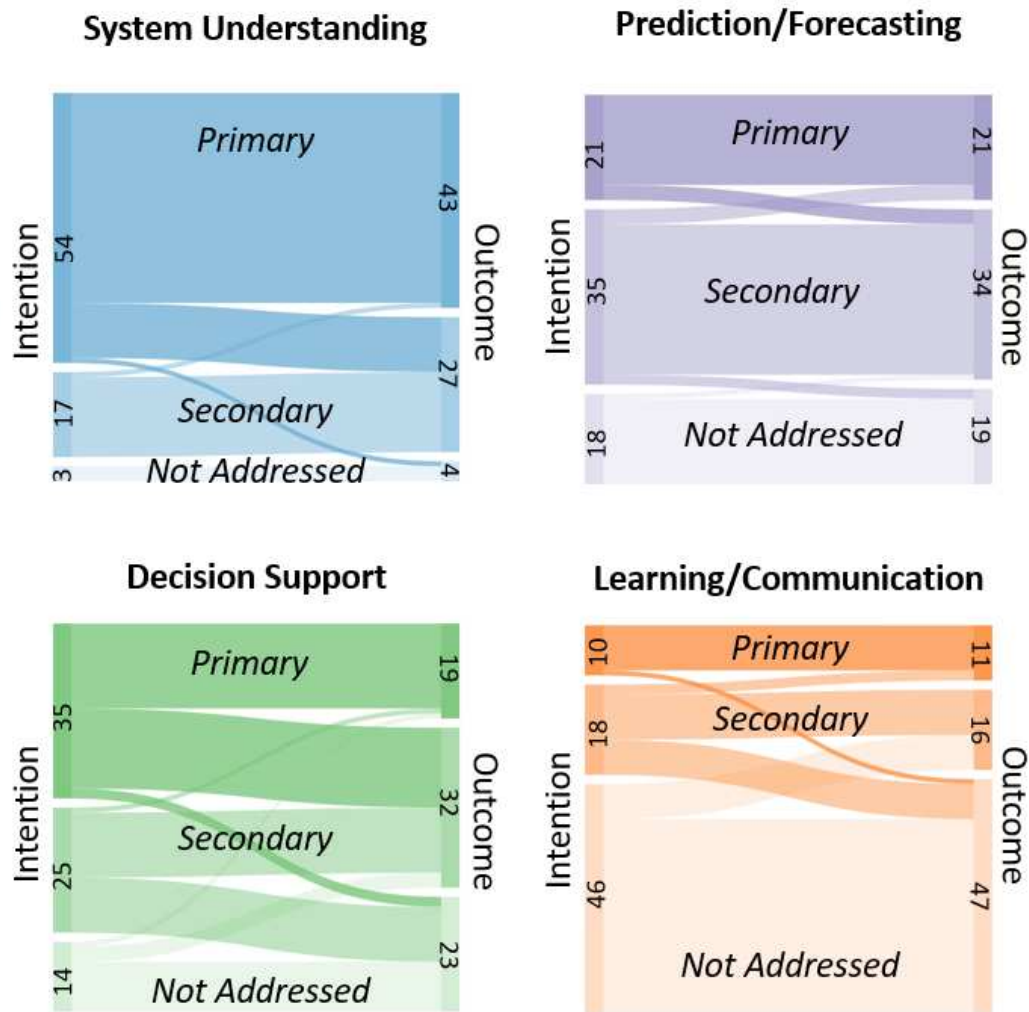 System Understanding
Intention
54
17
3
Primary
Secondary
Not Addressed
43
27
4
Outcome
Prediction/Forecasting
Intention
21
35
18
Primary
Secondary
Not Addressed
21
34
19
Outcome
Decision Support
Intention
35
25
14
Primary
Secondary
Not Addressed
19
32
23
Outcome
Learning/Communication
Intention
10
18
46
Primary
Secondary
Not Addressed
11
16
47
Outcome